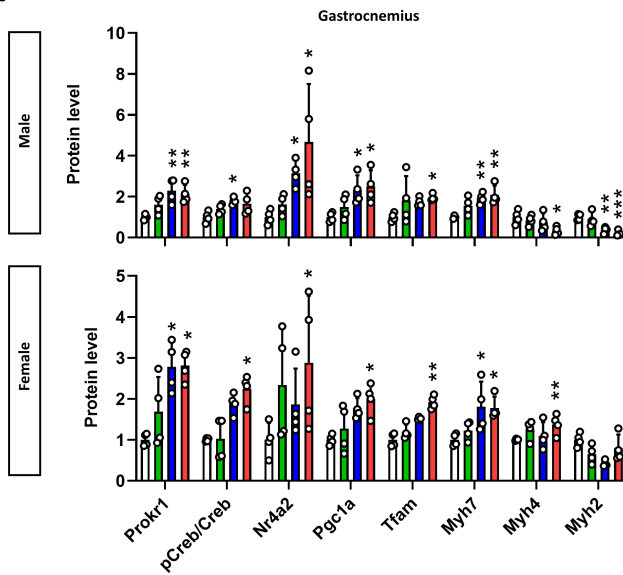 Gastrocnemius
Male
Protein level
10
8
6
4
2
0
** **
*
* *
* *
*
** **
*
** ***
Female
Protein level
5
4
3
2
1
0
* *
*
*
*
**
* *
**
Prokr1
pCreb/Creb
Nr4a2
Pgc1a
Tfam
Myh7
Myh4
Myh2